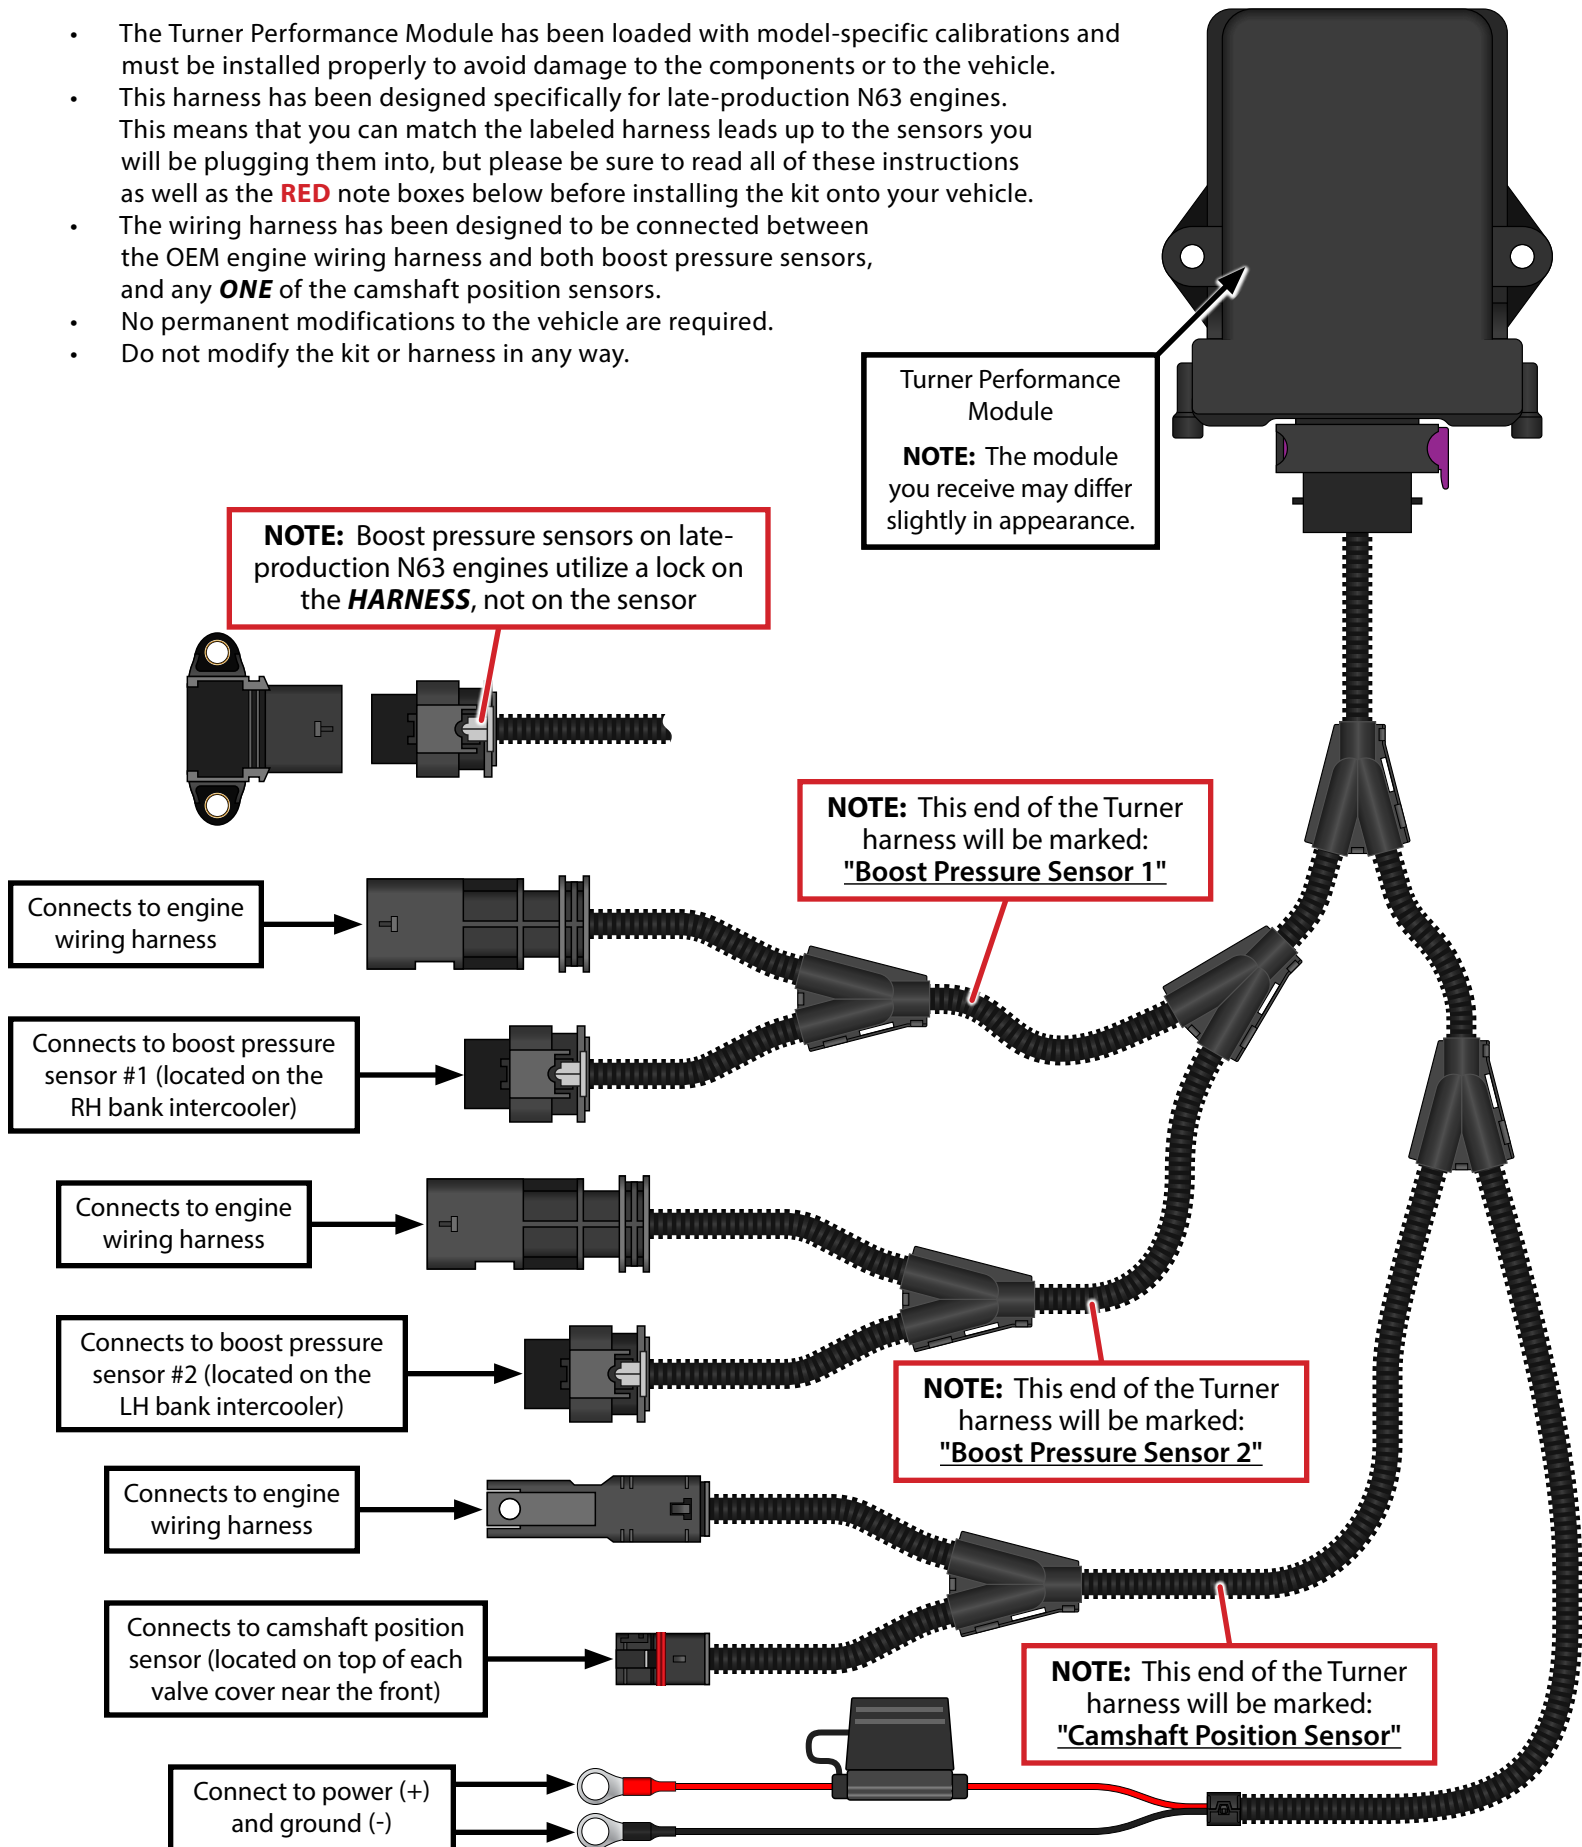 • The Turner Performance Module has been loaded with model-specific calibrations and
must be installed properly to avoid damage to the components or to the vehicle.
• This harness has been designed specifically for late-production N63 engines.
This means that you can match the labeled harness leads up to the sensors you
will be plugging them into, but please be sure to read all of these instructions
as well as the RED note boxes below before installing the kit onto your vehicle.
• The wiring harness has been designed to be connected between
the OEM engine wiring harness and both boost pressure sensors,
and any ONE of the camshaft position sensors.
• No permanent modifications to the vehicle are required.
• Do not modify the kit or harness in any way.
Turner Performance
Module
NOTE: The module
you receive may differ
slightly in appearance.
NOTE: Boost pressure sensors on late-
production N63 engines utilize a lock on
the HARNESS, not on the sensor
NOTE: This end of the Turner
harness will be marked:
"Boost Pressure Sensor 1"
Connects to engine
wiring harness
Connects to boost pressure
sensor #1 (located on the
RH bank intercooler)
Connects to engine
wiring harness
Connects to boost pressure
sensor #2 (located on the
LH bank intercooler)
NOTE: This end of the Turner
harness will be marked:
"Boost Pressure Sensor 2"
Connects to engine
wiring harness
Connects to camshaft position
sensor (located on top of each
valve cover near the front)
NOTE: This end of the Turner
harness will be marked:
"Camshaft Position Sensor"
Connect to power (+)
and ground (-)